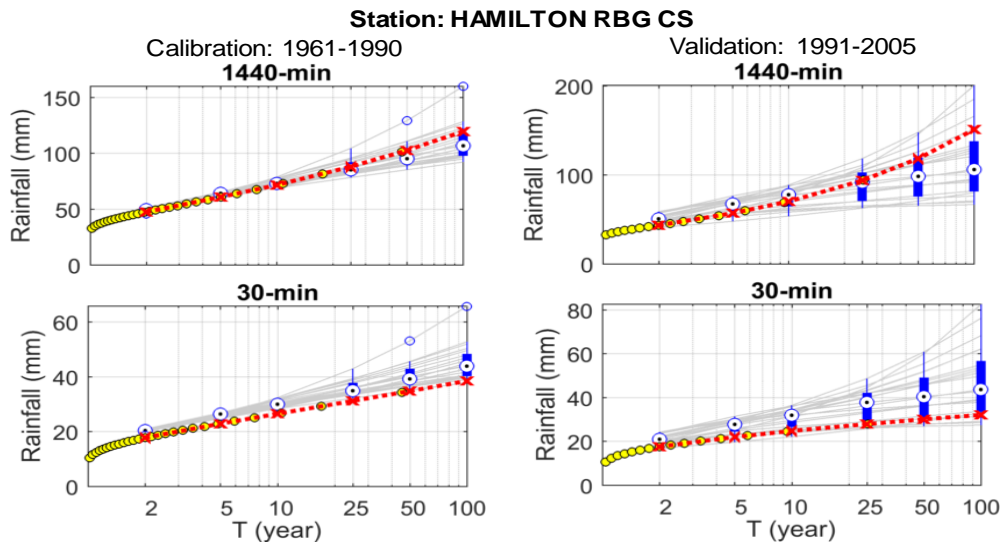 Station: HAMILTON RBG CS
Calibration: 1961-1990
Validation: 1991-2005
1440-min
Rainfall (mm)
150
100
50
0
1440-min
Rainfall (mm)
200
100
0
30-min
Rainfall (mm)
60
40
20
0
2 5 10 25 50 100
T (year)
30-min
Rainfall (mm)
80
60
40
20
0
2 5 10 25 50 100
T (year)